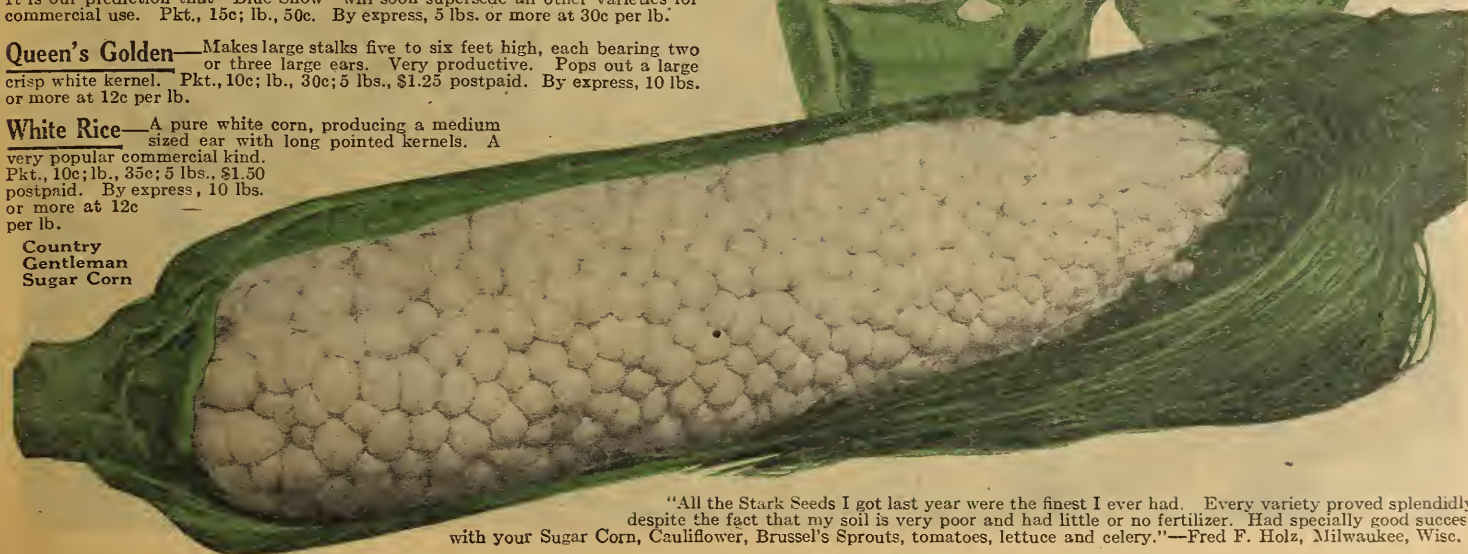 It is our prediction that "Blue Snow" will soon supersede all other varieties for
commercial use. Pkt., 15c; lb., 50c. By express, 5 lbs. or more at 30c per lb.
Queen's Golden—Makes large stalks five to six feet high, each bearing two
or three large ears. Very productive. Pops out a large
crisp white kernel. Pkt., 10c; lb., 30c; 5 lbs., $1.25 postpaid. By express, 10 lbs.
or more at 12c per lb.
White Rice—A pure white corn, producing a medium
sized ear with long pointed kernels. A
very popular commercial kind.
Pkt., 10c; lb., 35c; 5 lbs., $1.50
postpaid. By express, 10 lbs.
or more at 12c
per lb.
Country
Gentleman
Sugar Corn
"All the Stark Seeds I got last year were the finest I ever had. Every variety proved splendidly
despite the fact that my soil is very poor and had little or no fertilizer. Had specially good succes
with your Sugar Corn, Cauliflower, Brussel's Sprouts, tomatoes, lettuce and celery."—Fred F. Holz, Milwaukee, Wisc.